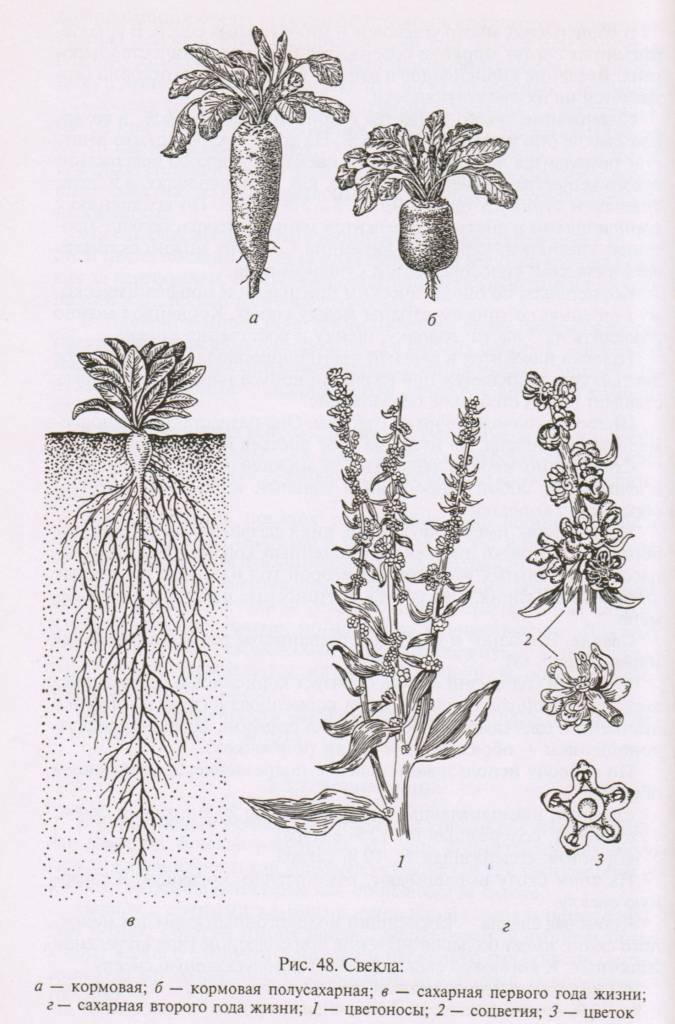 а
б
в
1
2
3
г
Рис. 48. Свекла:
а — кормовая; б — кормовая полусахарная; в — сахарная первого года жизни;
г — сахарная второго года жизни; 1 — цветоносы; 2 — соцветия; 3 — цветок